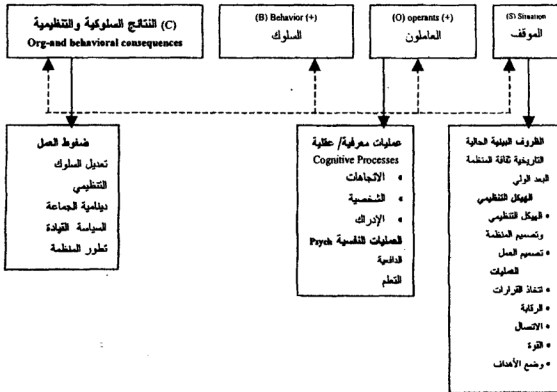 (S) Situation
الموقف
(O) operants (+)
العاملون
(B) Behavior (+)
السلوك
(C) النتائج السلوكية والتنظيمية
Org-and behavioral consequences
الظروف البيئية الحالية
التاريخية ثقافة المنظمة
البعد الولي
الهيكل التنظيمي
• الهيكل التنظيمي
وتصميم المنظمة
• تصميم العمل
العمليات
• اتخاذ القرارات
• الرقابة
• الاتصال
• القوة
• وضع الأهداف
عمليات معرفية/ عقلية
Cognitive Processes
• الاتجاهات
• الشخصية
• الإدراك
العمليات النفسية Psych
الدافعية
التعلم
ضغوط العمل
تعديل السلوك
التنظيمي
دينامية الجماعة
السياسة القيادة
تطور المنظمة